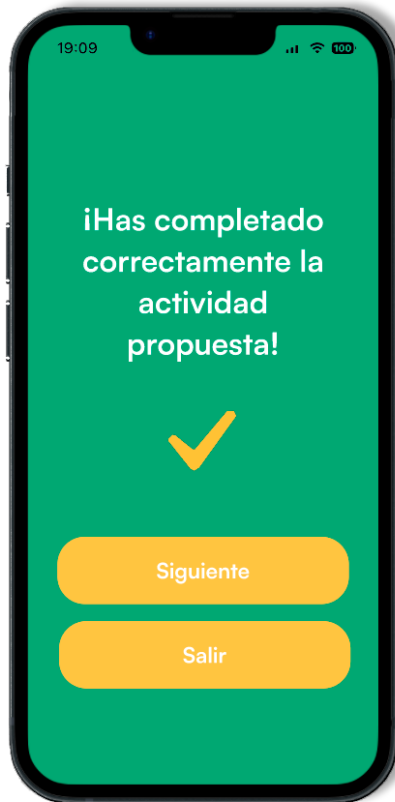 19:09
100
¡Has completado
correctamente la
actividad
propuesta!
Siguiente
Salir